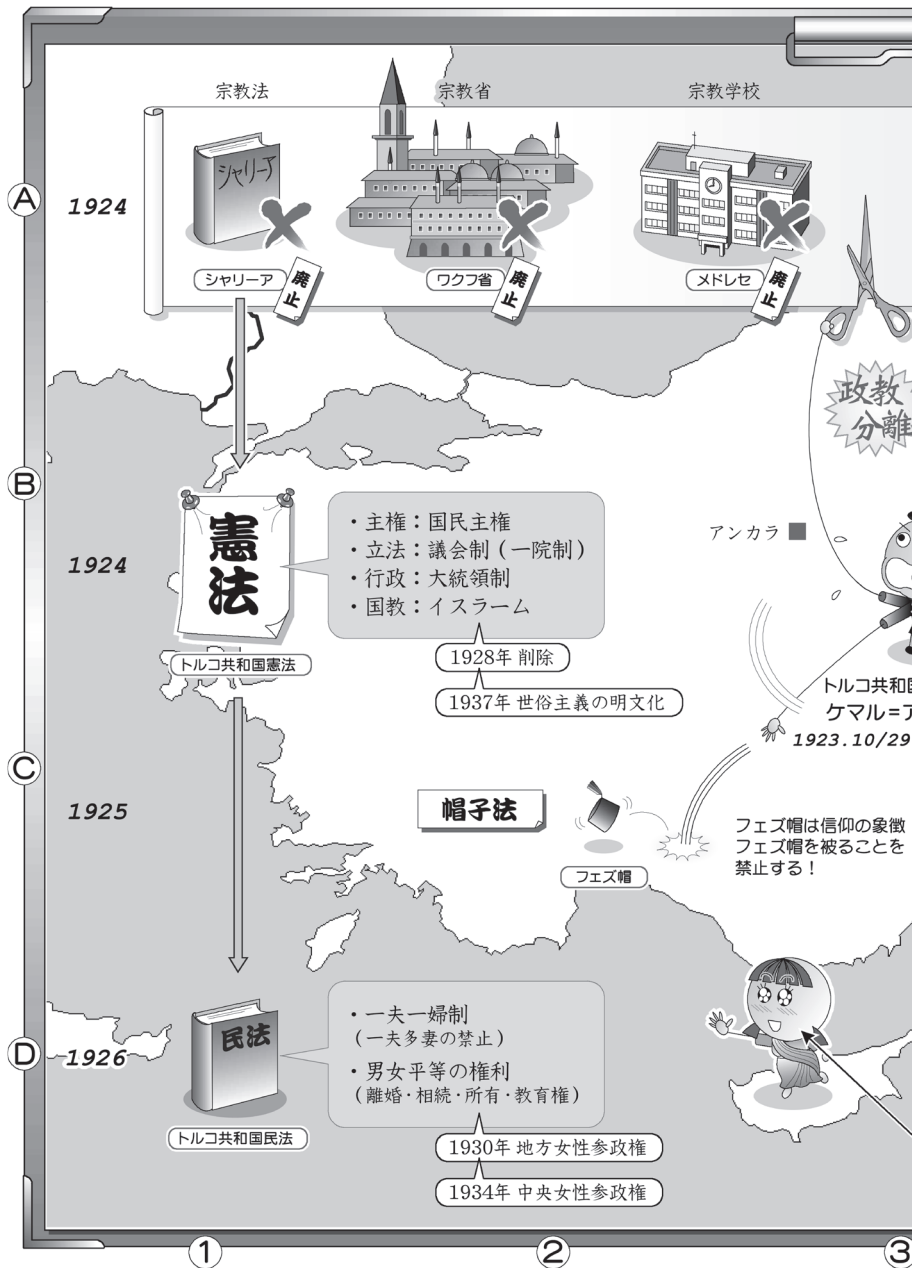 宗教法
宗教省
宗教学校
Ⓐ
1924
シャリーア
シャリーア
廃止
ワクフ省
廃止
メドレセ
廃止
政教
分離
Ⓑ
1924
憲法
トルコ共和国憲法
・主権：国民主権
・立法：議会制（一院制）
・行政：大統領制
・国教：イスラーム
1928年 削除
1937年 世俗主義の明文化
アンカラ
トルコ共和国
ケマル=ア
1923.10/29
Ⓒ
1925
帽子法
フェズ帽
フェズ帽は信仰の象徴
フェズ帽を被ることを
禁止する！
Ⓓ
1926
民法
トルコ共和国民法
・一夫一婦制
（一夫多妻の禁止）
・男女平等の権利
（離婚・相続・所有・教育権）
1930年 地方女性参政権
1934年 中央女性参政権
①
②
③